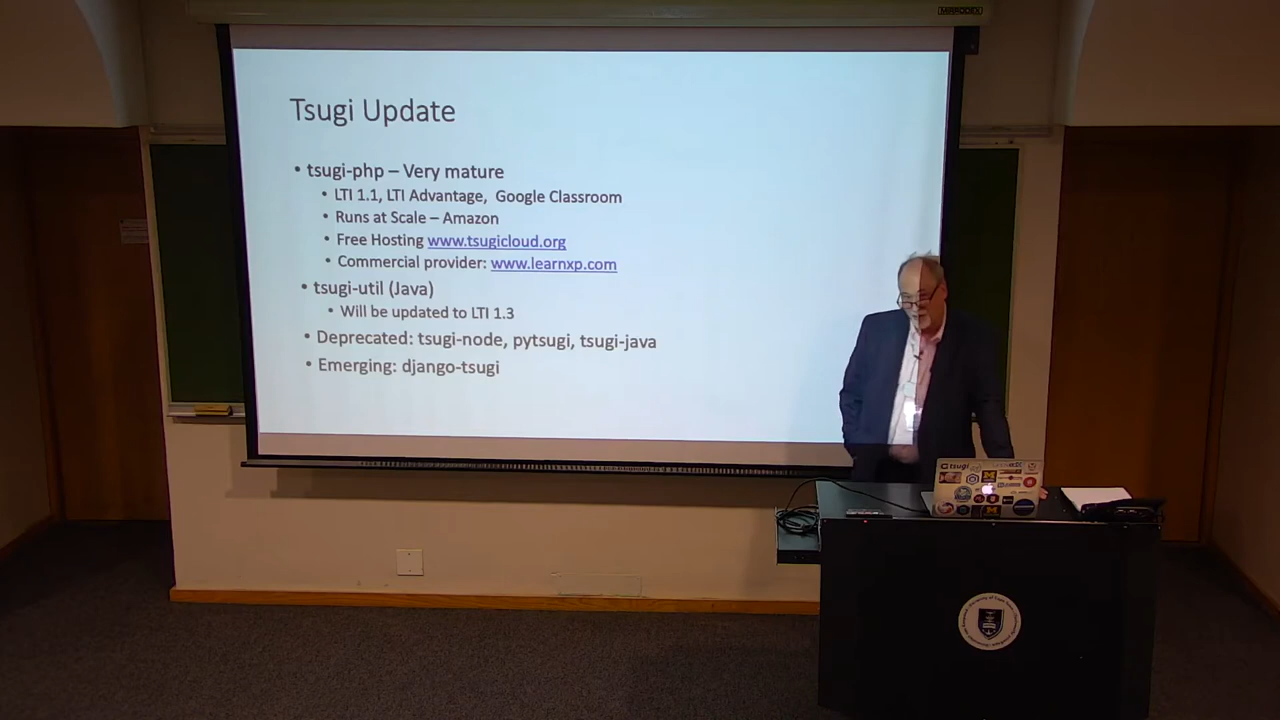 Tsugi Update
• tsugi-php – Very mature
• LTI 1.1, LTI Advantage, Google Classroom
• Runs at Scale – Amazon
• Free Hosting www.tsugicloud.org
• Commercial provider: www.learnxp.com
• tsugi-util (Java)
• Will be updated to LTI 1.3
• Deprecated: tsugi-node, pytsugi, tsugi-java
• Emerging: django-tsugi
tsugi